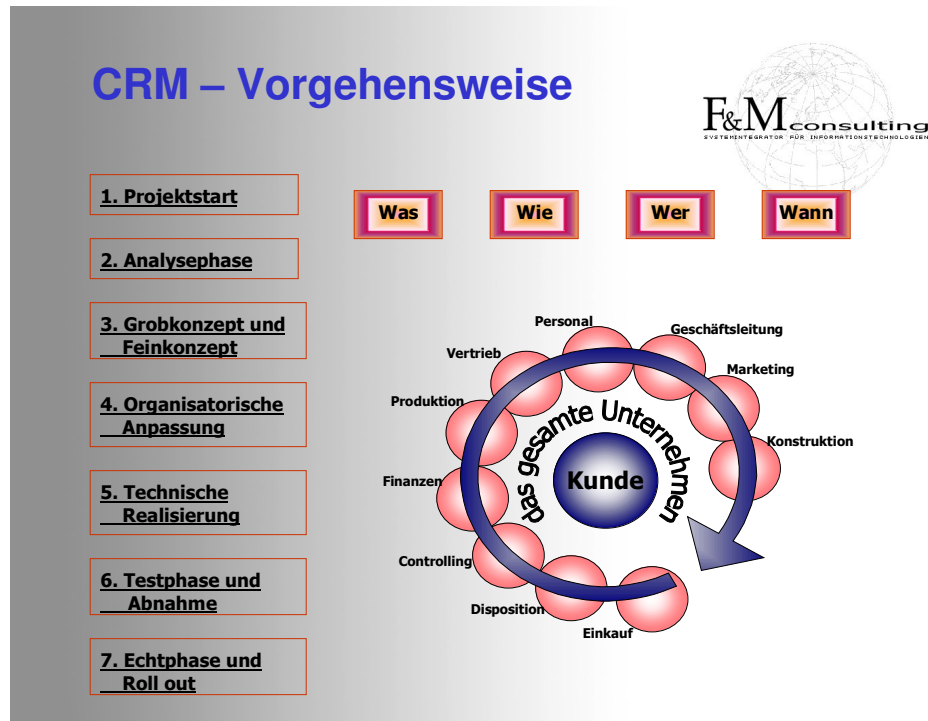 CRM – Vorgehensweise
F&M consulting
SYSTEMINTEGRATOR FÜR INFORMATIONSTECHNOLOGIEN
1. Projektstart
2. Analysephase
3. Grobkonzept und
Feinkonzept
4. Organisatorische
Anpassung
5. Technische
Realisierung
6. Testphase und
Abnahme
7. Echtphase und
Roll out
Was
Wie
Wer
Wann
Personal
Geschäftsleitung
Vertrieb
Marketing
Produktion
Konstruktion
Finanzen
Controlling
Disposition
Einkauf
das gesamte Unternehmen
Kunde